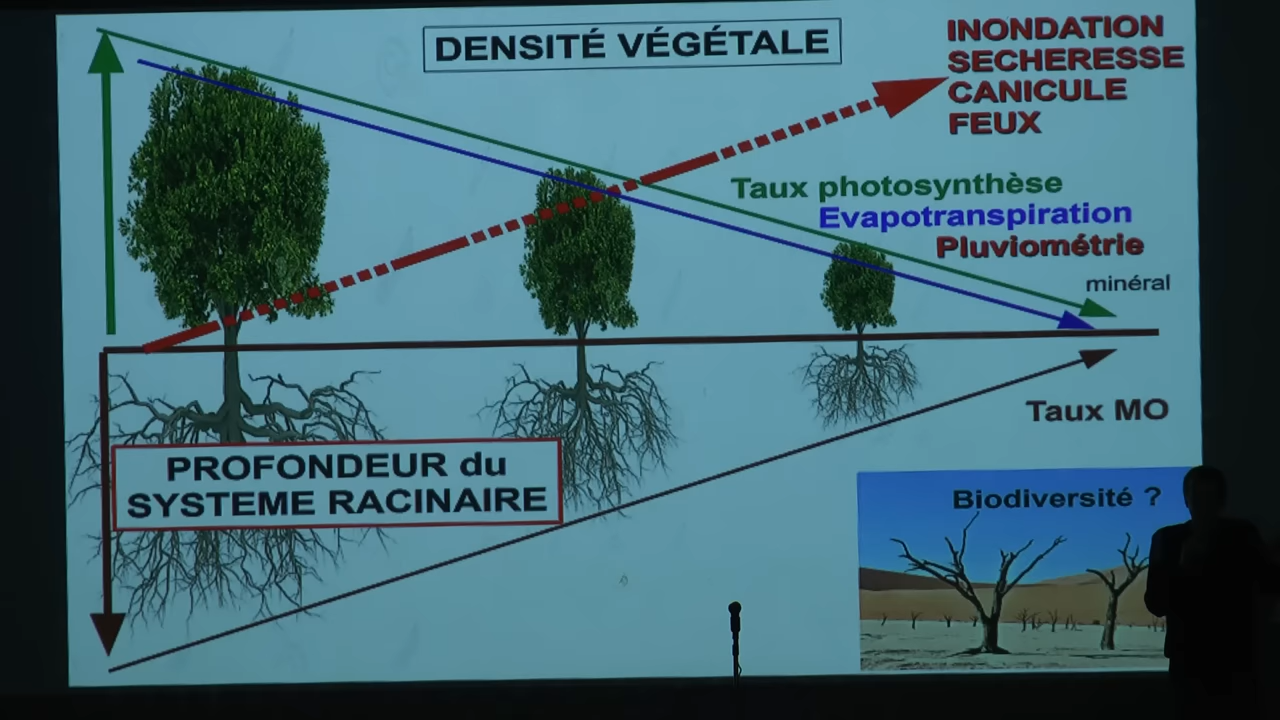 DENSITÉ VÉGÉTALE
INONDATION
SECHERESSE
CANICULE
FEUX
Taux photosynthèse
Evapotranspiration
Pluviométrie
minéral
Taux MO
PROFONDEUR du
SYSTEME RACINAIRE
Biodiversité ?